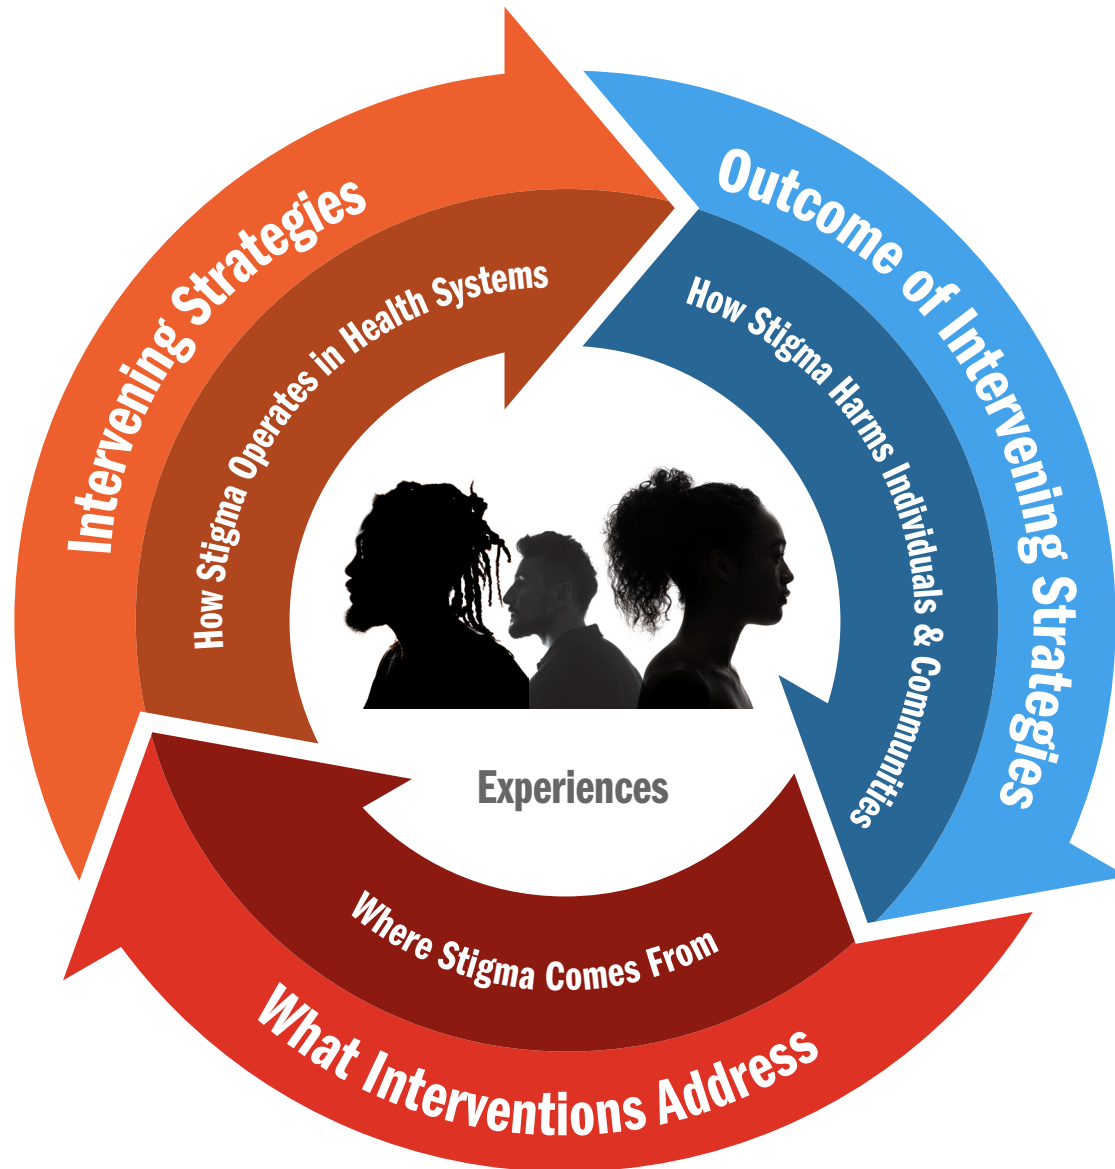 Intervening Strategies
How Stigma Operates in Health Systems
Outcome of Intervening Strategies
How Stigma Harms Individuals & Communities
Experiences
Where Stigma Comes From
What Interventions Address